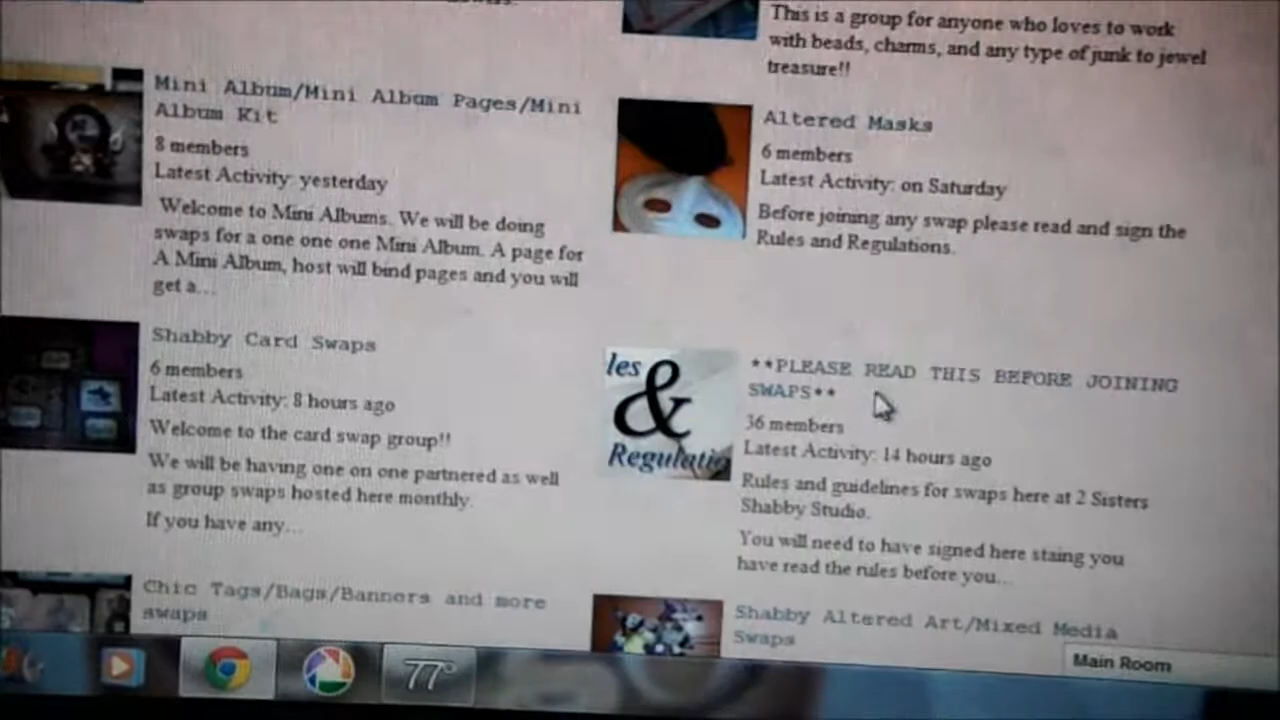 This is a group for anyone who loves to work
with beads, charms, and any type of junk to jewel
treasure!!
Mini Album/Mini Album Pages/Mini
Album Kit
8 members
Latest Activity: yesterday
Welcome to Mini Albums. We will be doing
swaps for a one one one Mini Album. A page for
A Mini Album, host will bind pages and you will
get a...
Altered Masks
6 members
Latest Activity: on Saturday
Before joining any swap please read and sign the
Rules and Regulations.
Shabby Card Swaps
6 members
Latest Activity: 8 hours ago
Welcome to the card swap group!!
We will be having one on one partnered as well
as group swaps hosted here monthly.
If you have any...
les
&
Regulatio
**PLEASE READ THIS BEFORE JOINING
SWAPS**
36 members
Latest Activity: 14 hours ago
Rules and guidelines for swaps here at 2 Sisters
Shabby Studio.
You will need to have signed here staing you
have read the rules before you...
Chic Tags/Bags/Banners and more
swaps
Shabby Altered Art/Mixed Media
Swaps
Main Room
77°